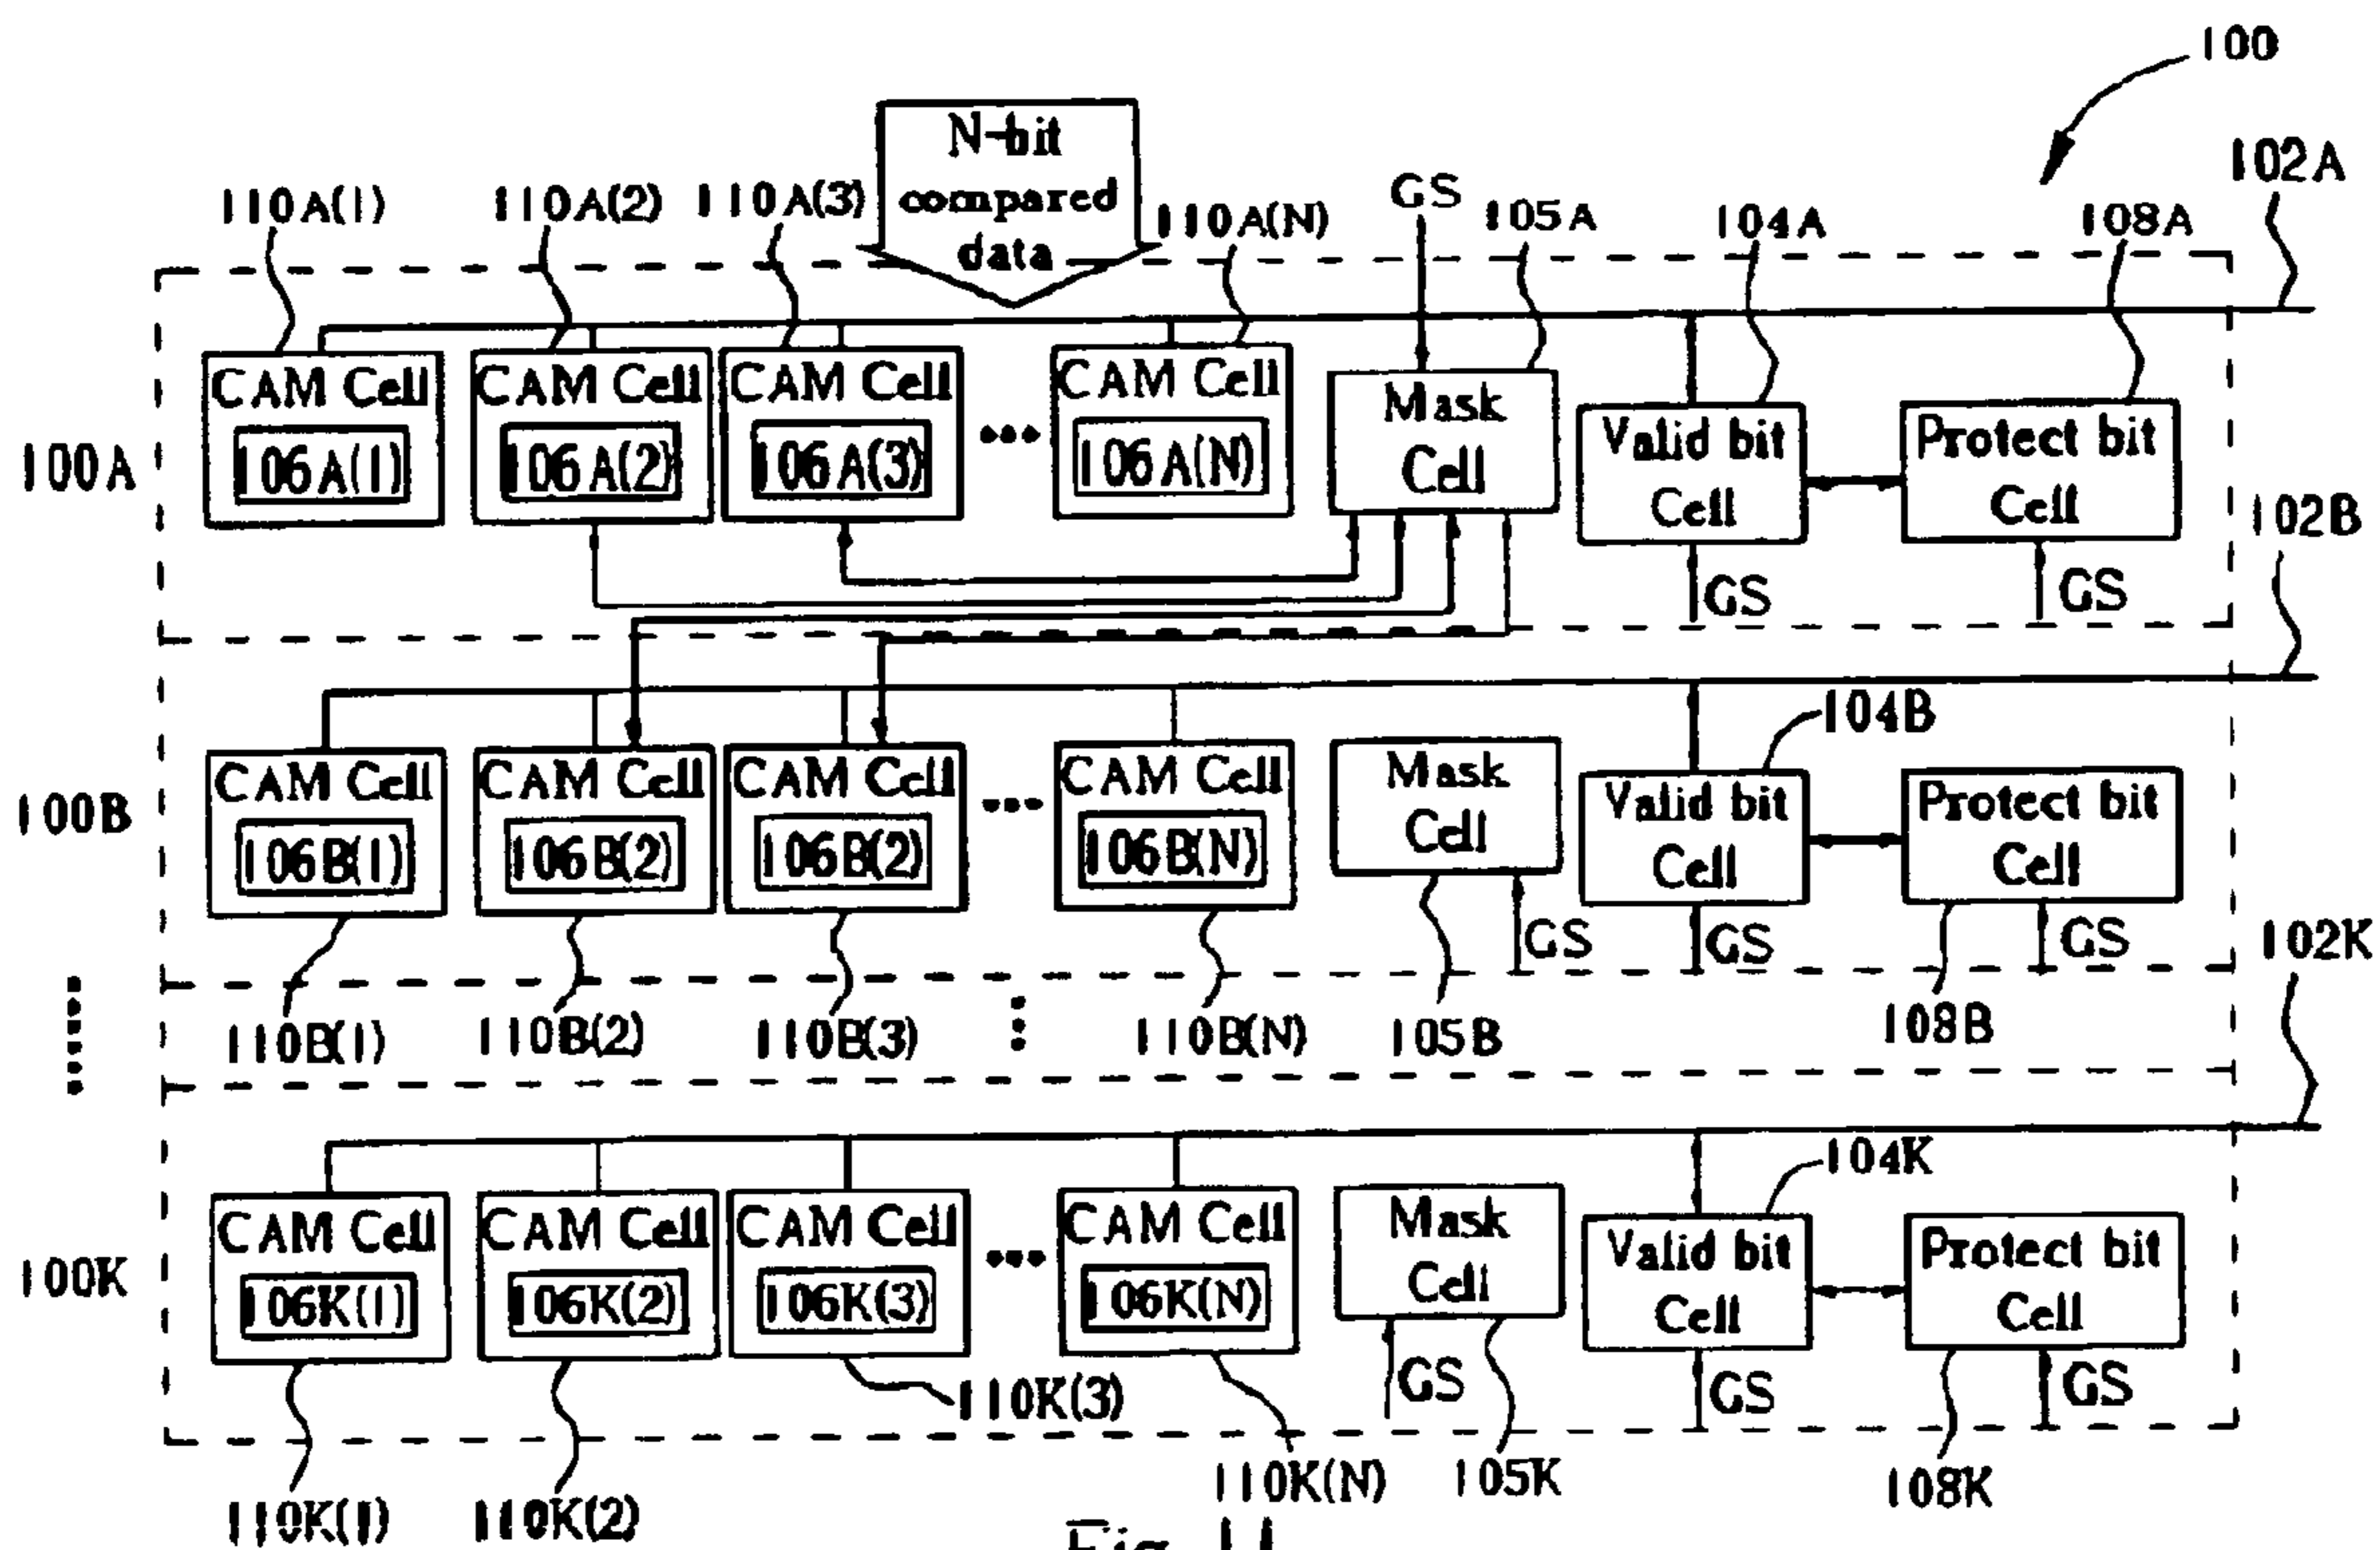 100
N-bit
compared
data
110A(1)
110A(2)
110A(3)
110A(N)
GS
105A
104A
108A
102A
100A
CAM Cell
106A(1)
CAM Cell
106A(2)
CAM Cell
106A(3)
•••
CAM Cell
106A(N)
Mask
Cell
Valid bit
Cell
Protect bit
Cell
GS
GS
102B
100B
CAM Cell
106B(1)
CAM Cell
106B(2)
CAM Cell
106B(2)
•••
CAM Cell
106B(N)
Mask
Cell
104B
Valid bit
Cell
Protect bit
Cell
GS
GS
GS
102K
110B(1)
110B(2)
110B(3)
110B(N)
105B
108B
100K
CAM Cell
106K(1)
CAM Cell
106K(2)
CAM Cell
106K(3)
•••
CAM Cell
106K(N)
Mask
Cell
104K
Valid bit
Cell
Protect bit
Cell
GS
GS
GS
110K(1)
110K(2)
110K(3)
110K(N)
105K
108K
Fig. 11